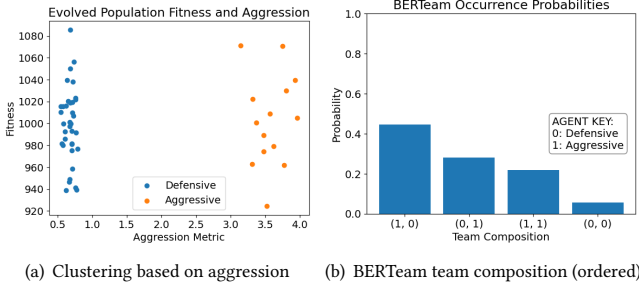 Evolved Population Fitness and Aggression
1080
1060
1040
1020
1000
980
960
940
920
Fitness
0.5 1.0 1.5 2.0 2.5 3.0 3.5 4.0
Aggression Metric
Defensive
Aggressive
(a) Clustering based on aggression
BERTeam Occurrence Probabilities
1.0
0.8
0.6
0.4
0.2
0.0
Probability
AGENT KEY:
0: Defensive
1: Aggressive
(1, 0) (0, 1) (1, 1) (0, 0)
Team Composition
(b) BERTeam team composition (ordered)